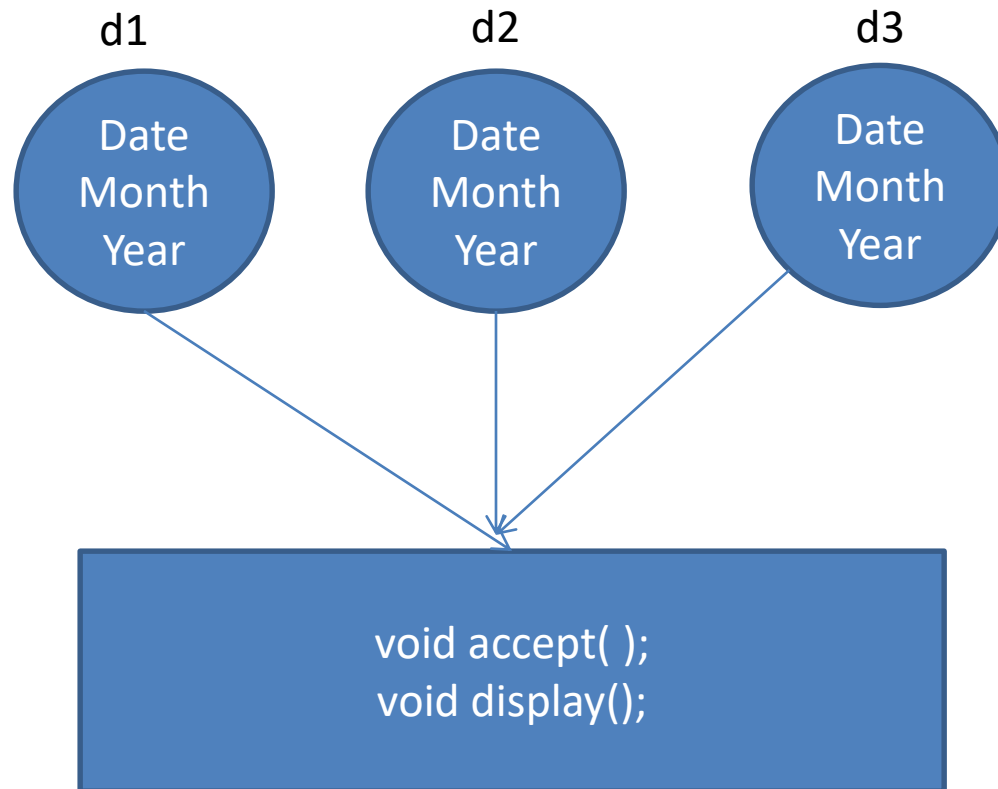 d1
d2
d3
Date
Month
Year
Date
Month
Year
Date
Month
Year
void accept( );
void display();